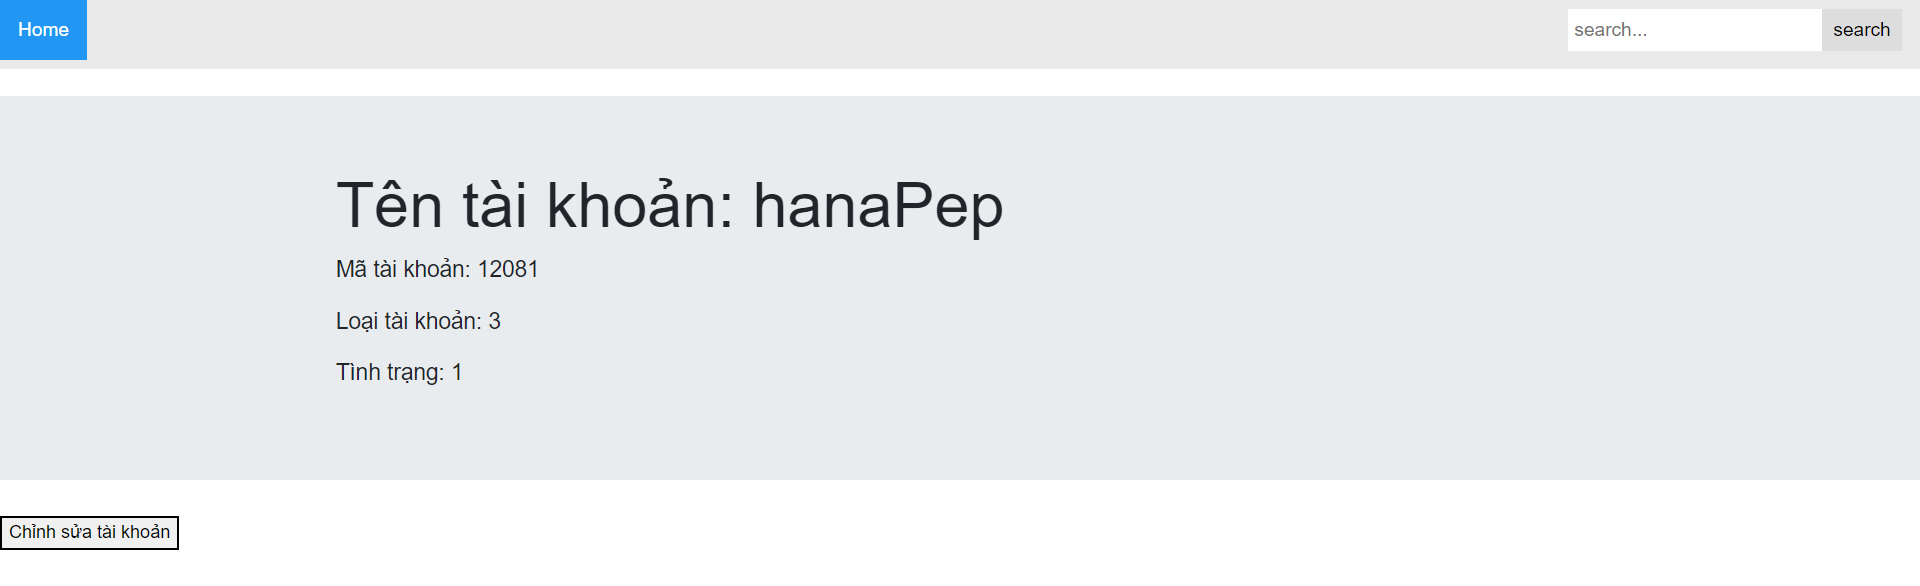 Home
search...
search
Tên tài khoản: hanaPep
Mã tài khoản: 12081
Loại tài khoản: 3
Tình trạng: 1
Chỉnh sửa tài khoản